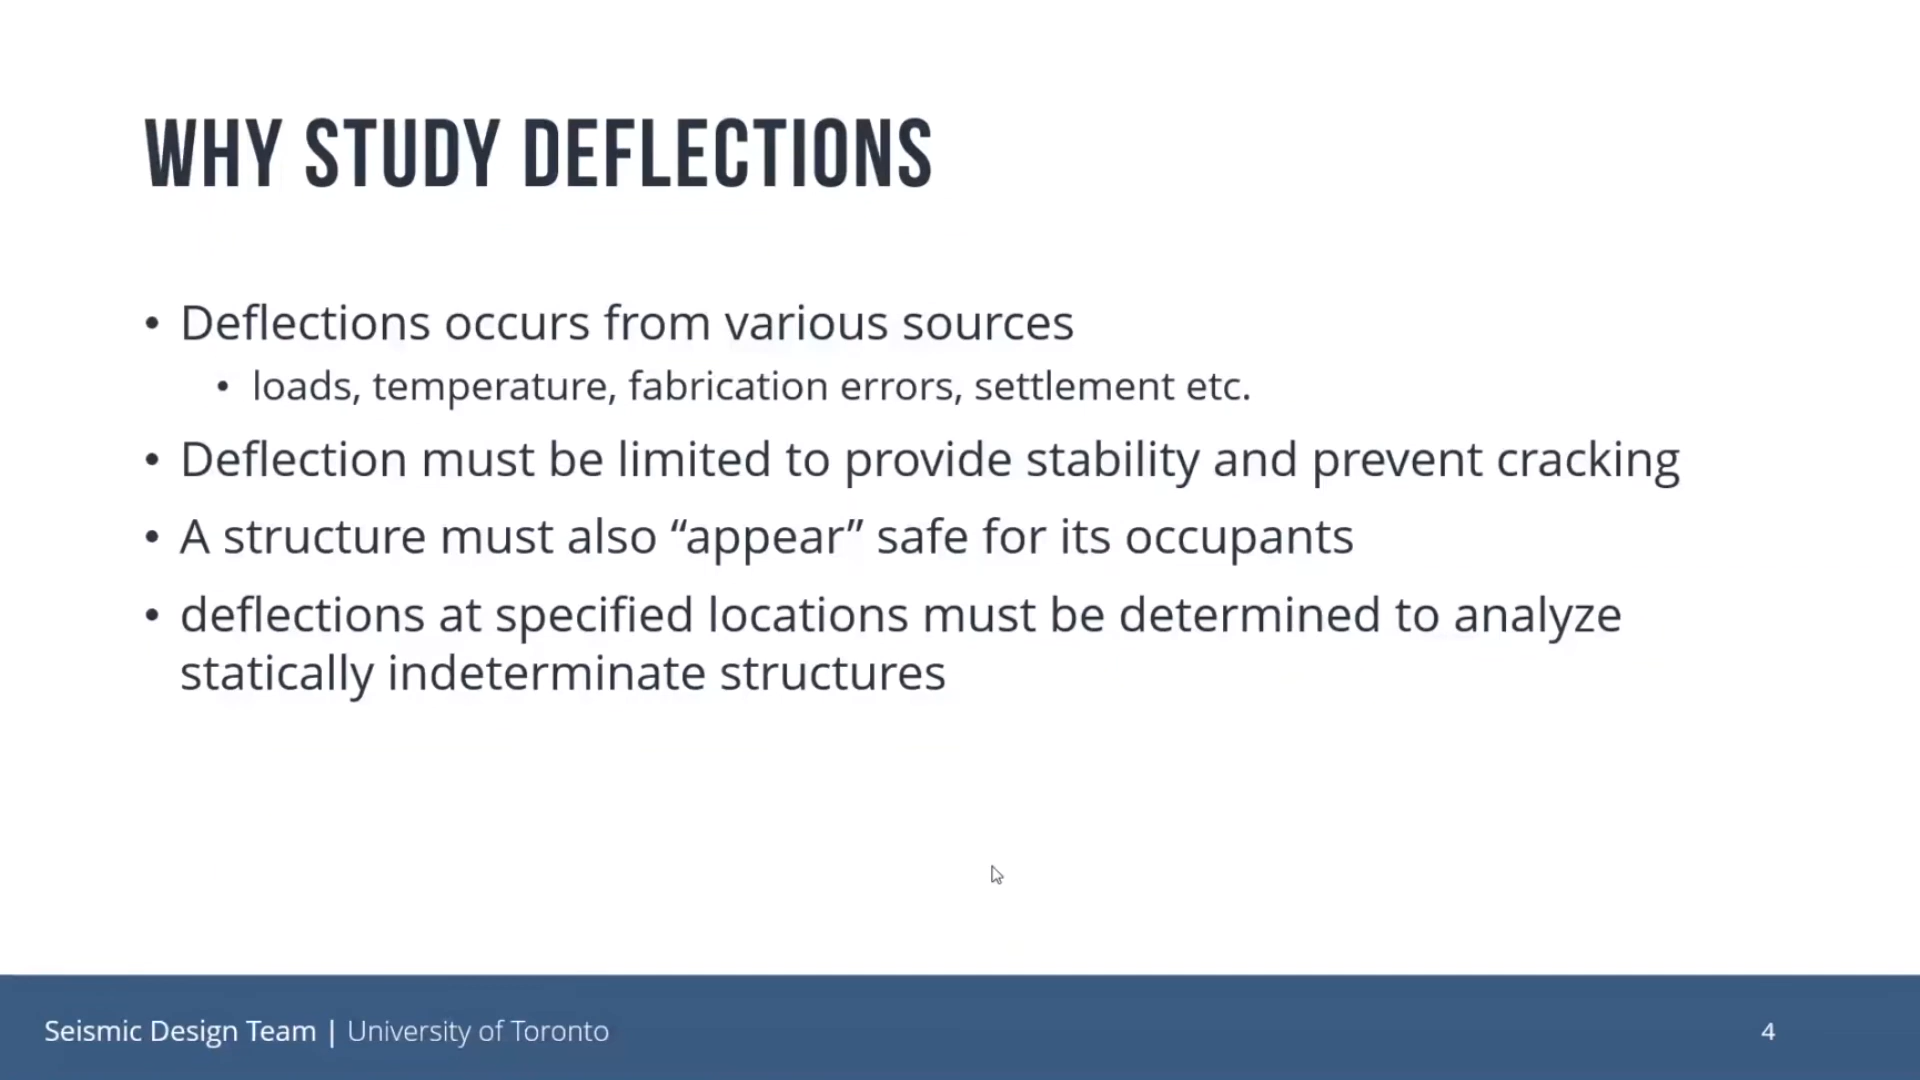 WHY STUDY DEFLECTIONS
• Deflections occurs from various sources
• loads, temperature, fabrication errors, settlement etc.
• Deflection must be limited to provide stability and prevent cracking
• A structure must also “appear” safe for its occupants
• deflections at specified locations must be determined to analyze
statically indeterminate structures
Seismic Design Team | University of Toronto
4